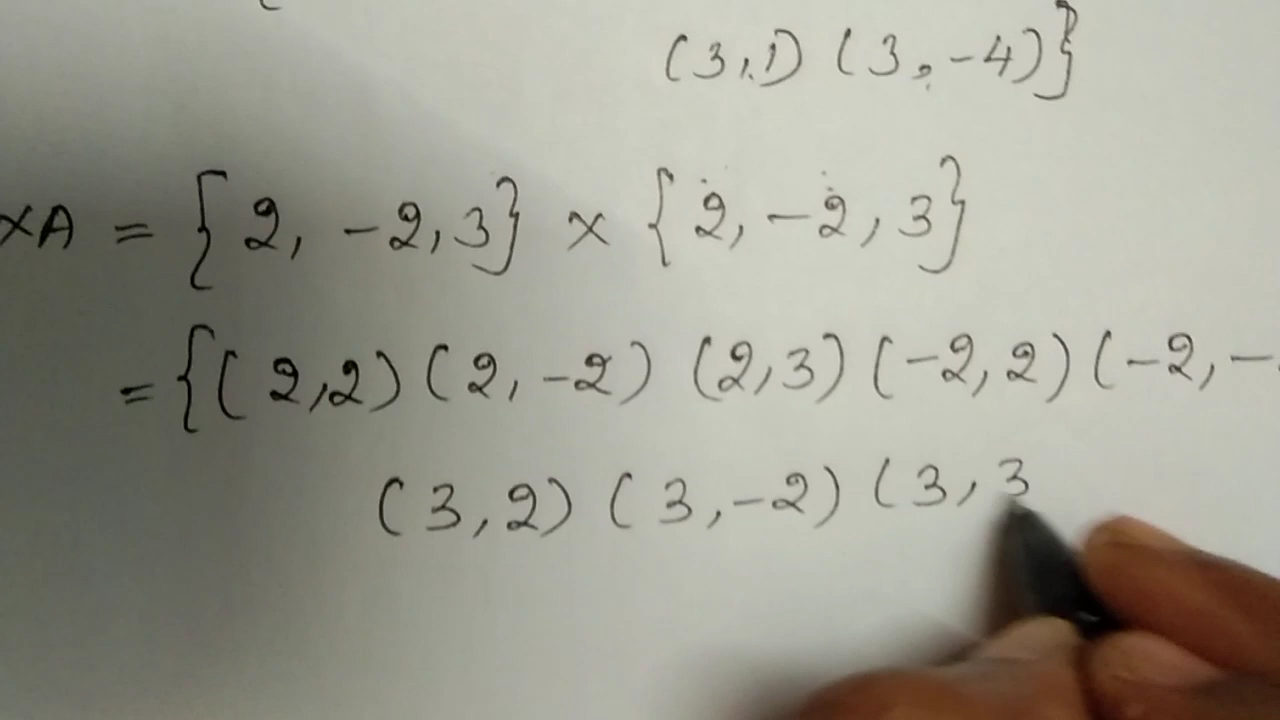 (3,1) (3,-4)}
×A = {2, -2, 3} × {2, -2, 3}
= {(2,2) (2,-2) (2,3) (-2,2) (-2,-
(3,2) (3,-2) (3,3